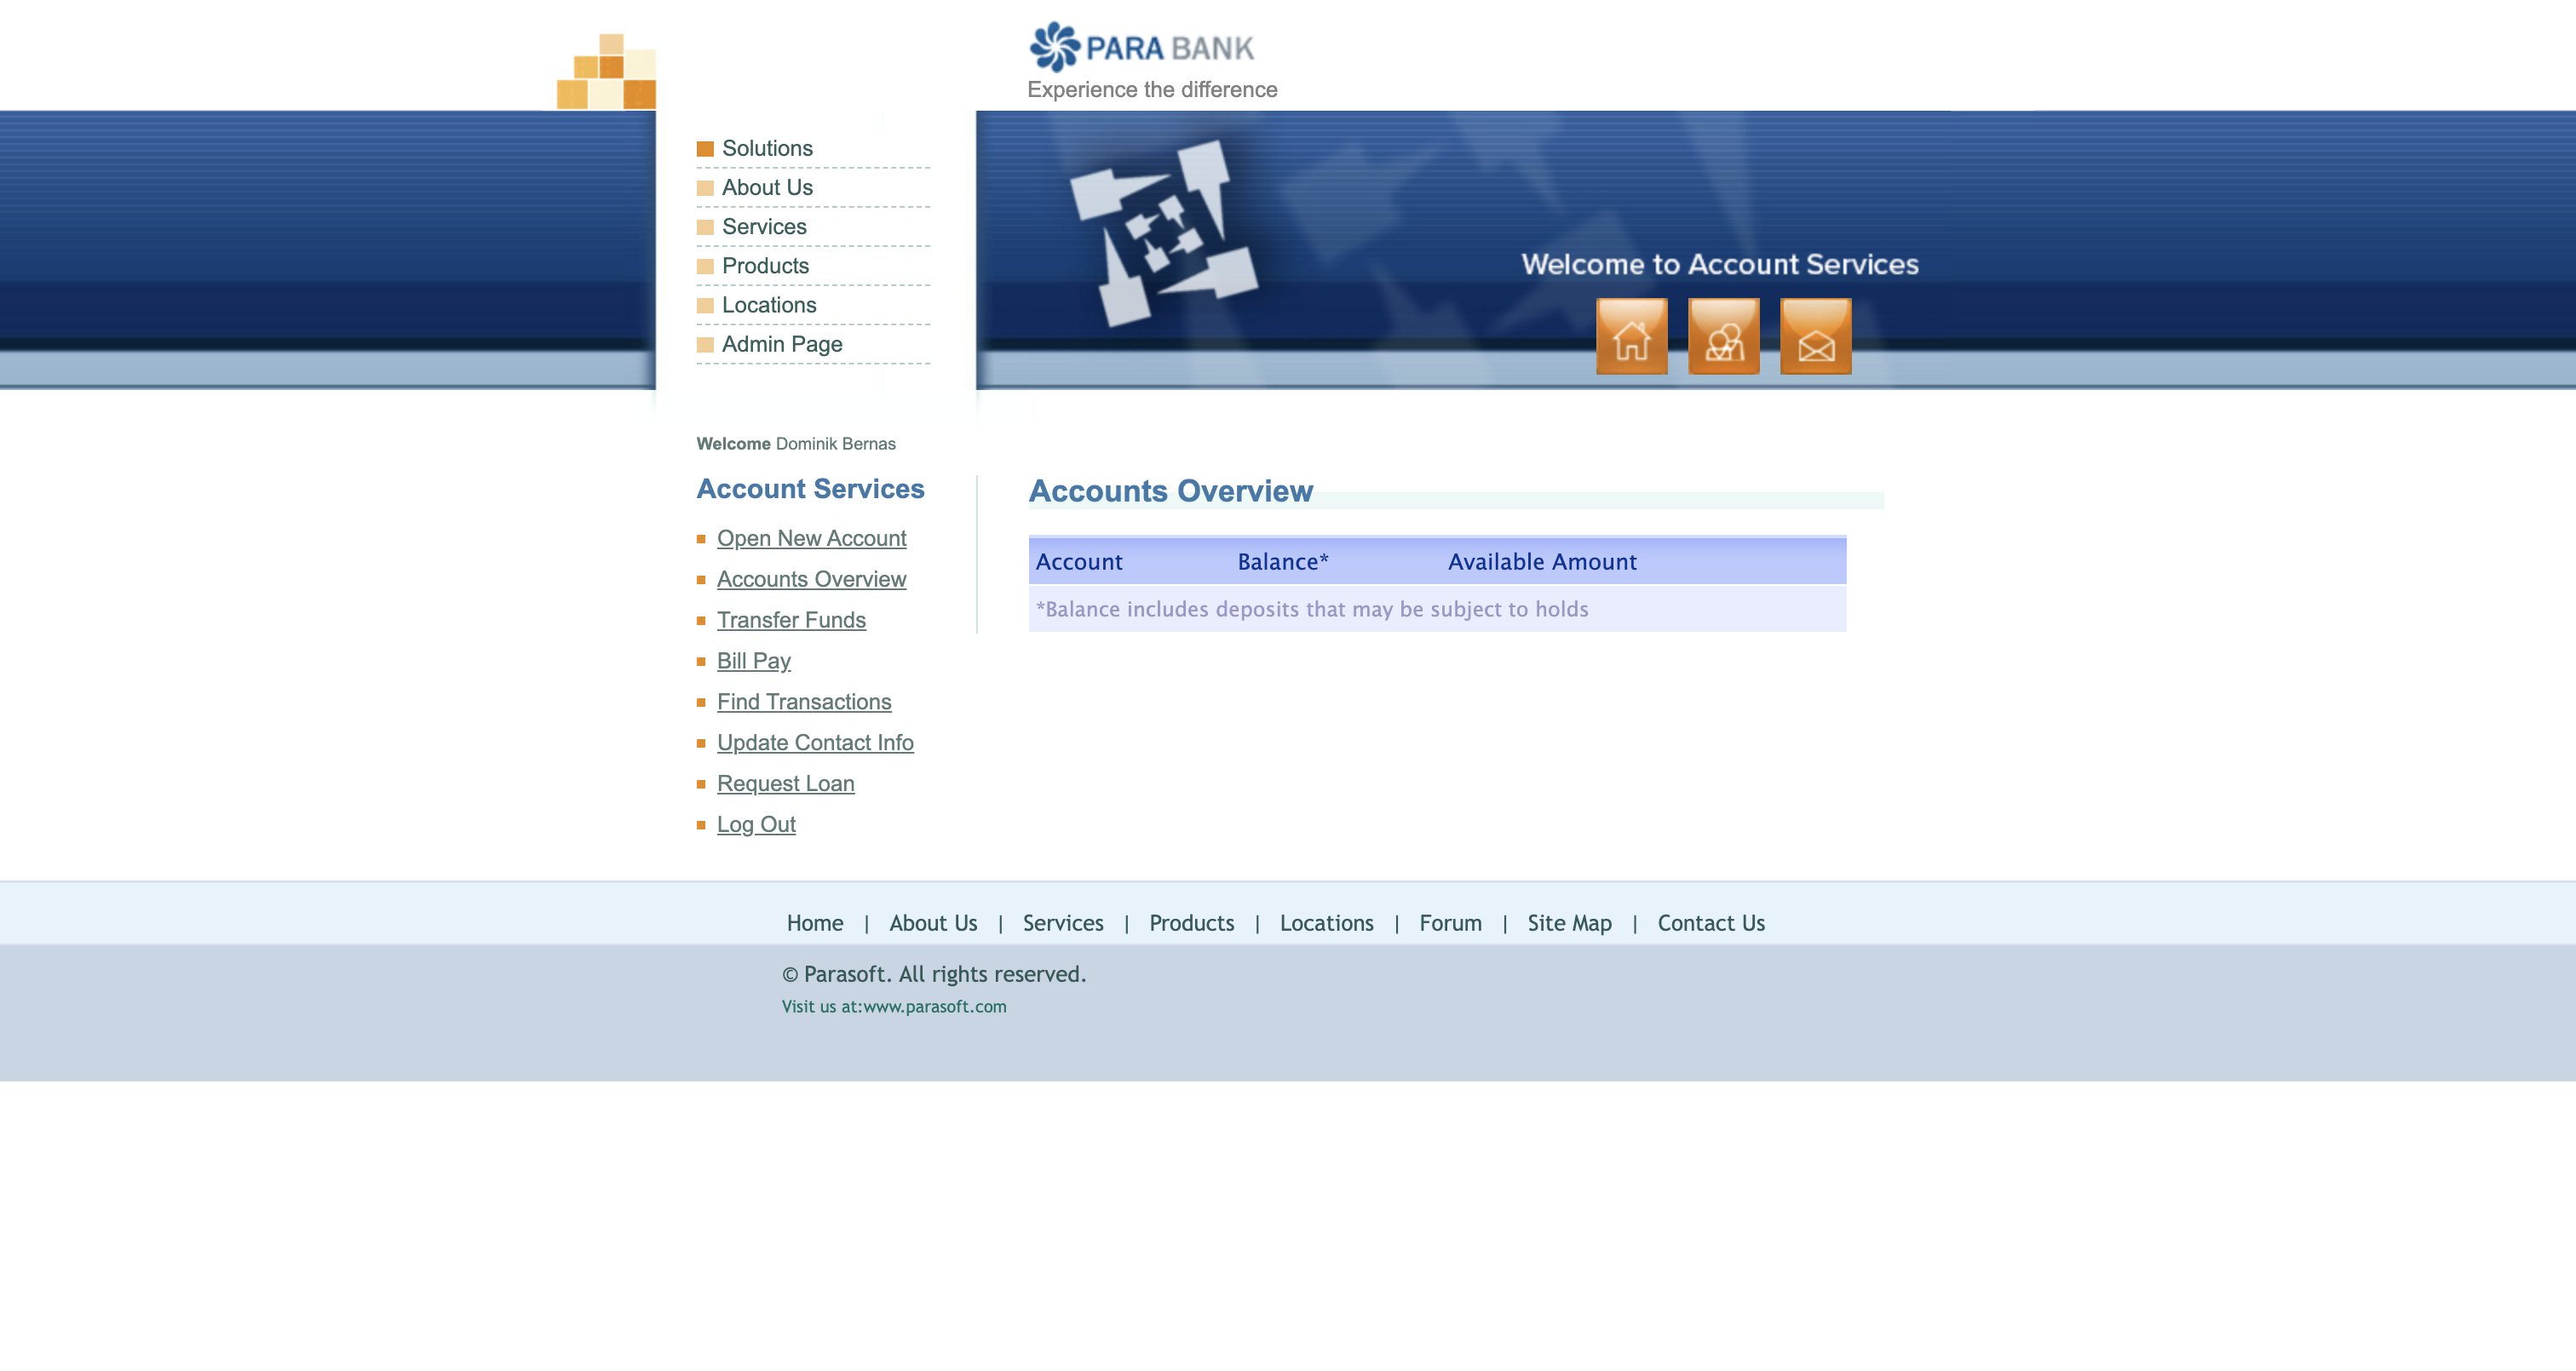 PARA BANK
Experience the difference
Solutions
About Us
Services
Products
Locations
Admin Page
Welcome to Account Services
Welcome Dominik Bernas
Account Services
Open New Account
Accounts Overview
Transfer Funds
Bill Pay
Find Transactions
Update Contact Info
Request Loan
Log Out
Accounts Overview
Account Balance* Available Amount
*Balance includes deposits that may be subject to holds
Home | About Us | Services | Products | Locations | Forum | Site Map | Contact Us
© Parasoft. All rights reserved.
Visit us at:www.parasoft.com